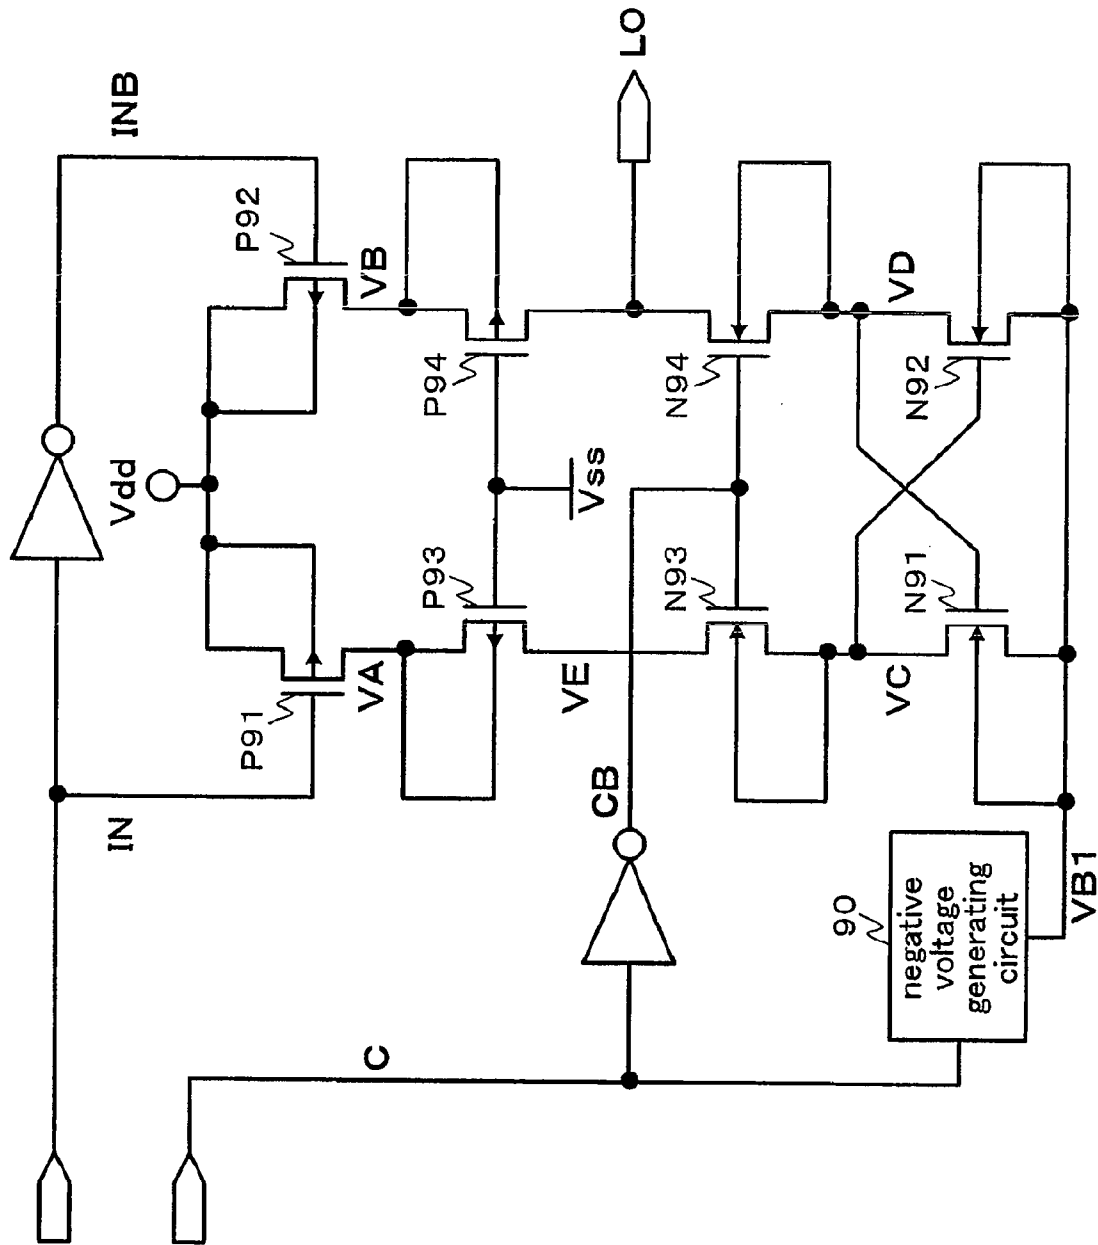 INB
IN
P92
VB
Vdd
P91
VA
P94
P93
Vss
LO
VE
N94
N93
CB
C
VD
VC
N92
N91
90
negative
voltage
generating
circuit
VB1